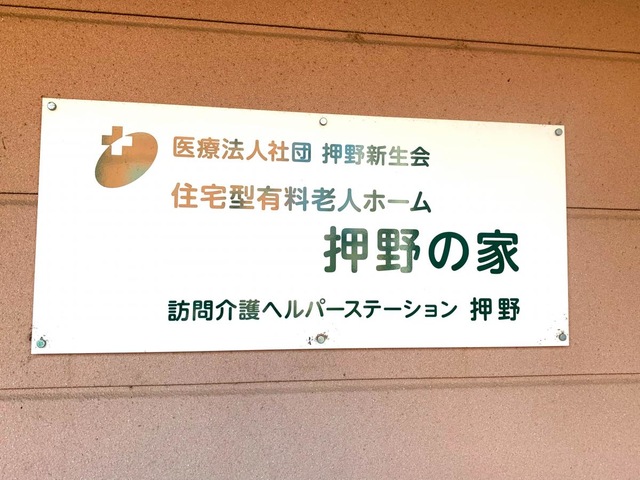 医療法人社団 押野新生会
住宅型有料老人ホーム
押野の家
訪問介護ヘルパーステーション 押野